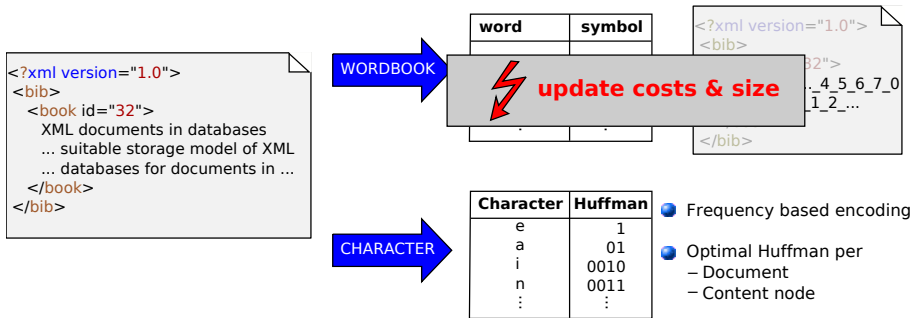 <?xml version="1.0">
<bib>
<book id="32">
XML documents in databases
... suitable storage model of XML
... databases for documents in ...
</book>
</bib>
WORDBOOK
word symbol
update costs & size
<?xml version="1.0">
<bib>
32">
_4_5_6_7_0
_1_2_...
</bib>
CHARACTER
Character Huffman
e 1
a 01
i 0010
n 0011
⋮ ⋮
Frequency based encoding
Optimal Huffman per
– Document
– Content node